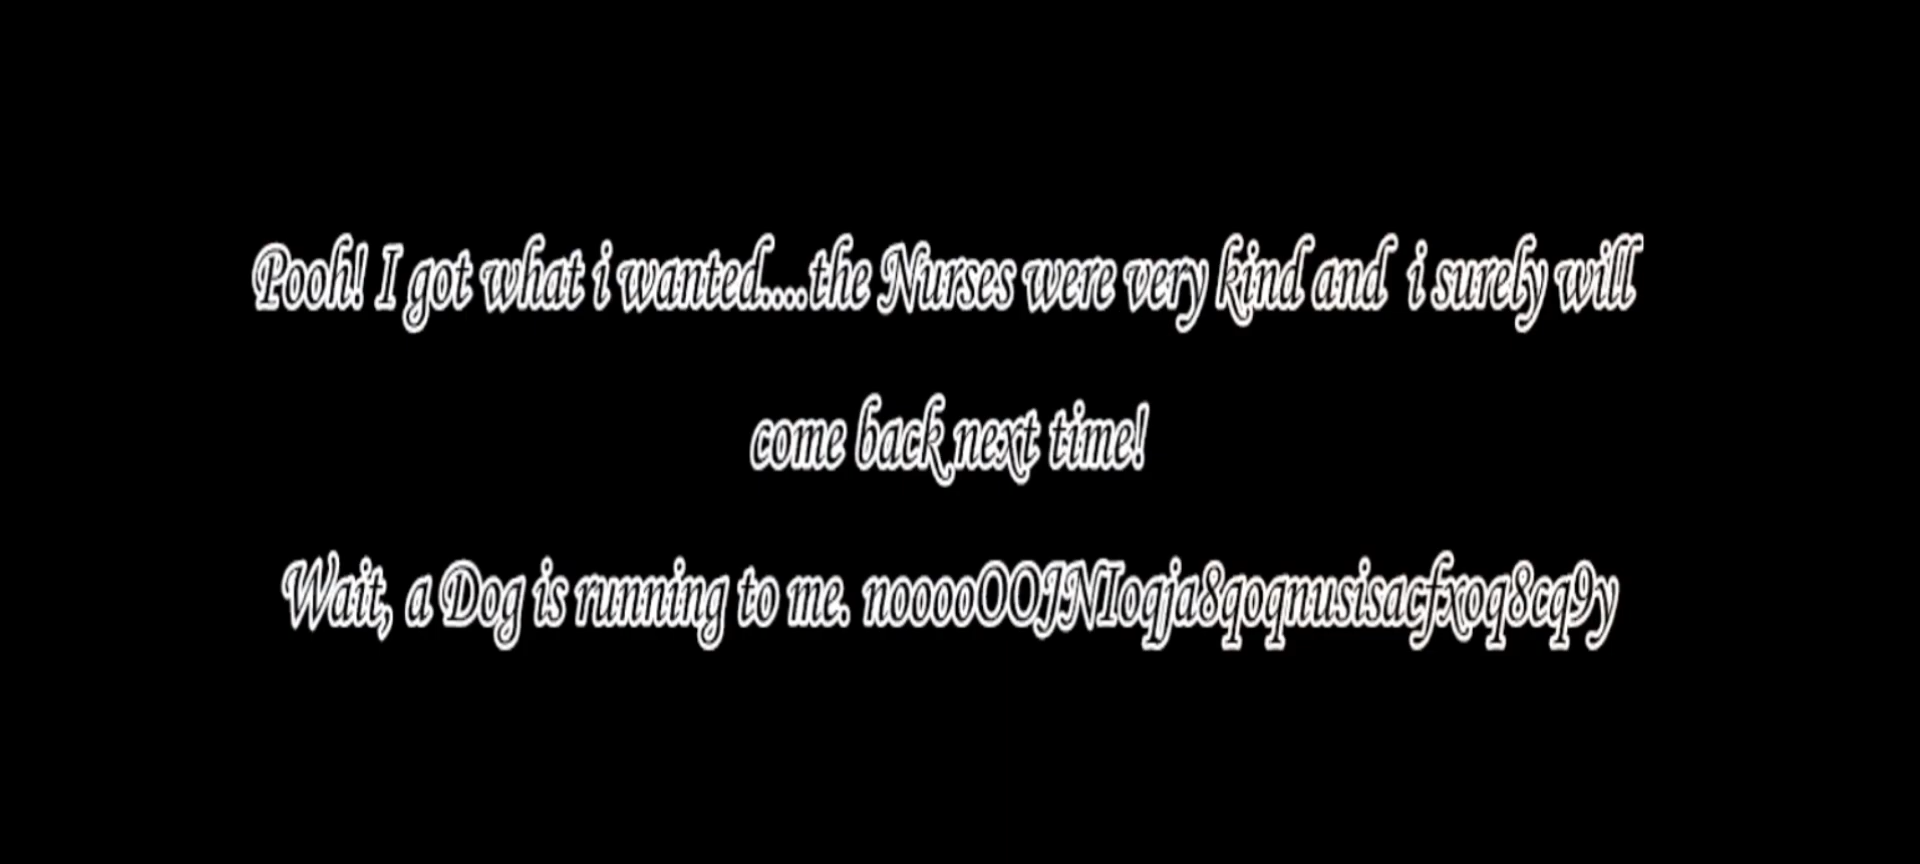 Pooh! I got what i wanted....the Nurses were very kind and  i surely will
come back next time!
Wait, a Dog is running to me. nooooOOJNIoqja8qoqnusisacfxoq8cq9y